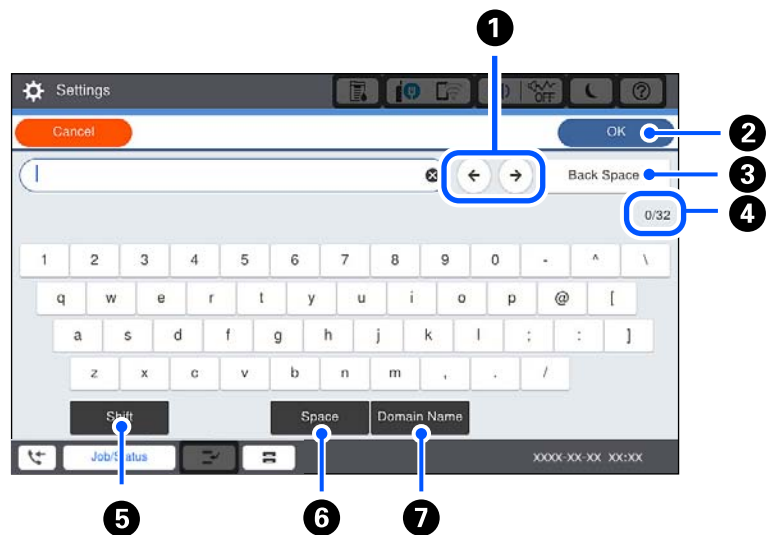 1
Settings
OFF
Cancel
OK
2
Back Space
3
0/32
4
1 2 3 4 5 6 7 8 9 0 - ^ \
q w e r t y u i o p @ [
a s d f g h j k l ; : ]
z x c v b n m , . /
Shift Space Domain Name
Job/Status XXXX-XX-XX XX:XX
5 6 7